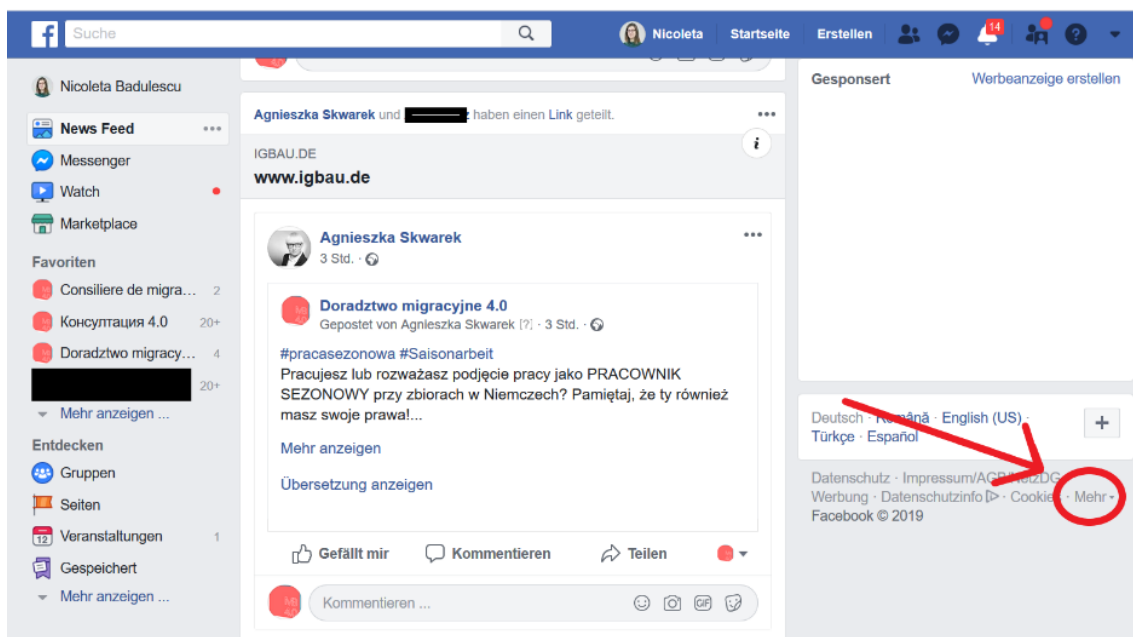 Suche
Nicoleta
Startseite
Erstellen
14
Nicoleta Badulescu
News Feed
Messenger
Watch
Marketplace
Favoriten
Consiliere de migra... 2
Консултация 4.0 20+
Doradztwo migracy... 4
20+
Mehr anzeigen ...
Entdecken
Gruppen
Seiten
12
Veranstaltungen 1
Gespeichert
Mehr anzeigen ...
Agnieszka Skwarek und haben einen Link geteilt.
IGBAU.DE
www.igbau.de
Agnieszka Skwarek
3 Std. ·
Doradztwo migracyjne 4.0
Gepostet von Agnieszka Skwarek [?] · 3 Std. ·
#pracasezonowa #Saisonarbeit
Pracujesz lub rozważasz podjęcie pracy jako PRACOWNIK
SEZONOWY przy zbiorach w Niemczech? Pamiętaj, że ty również
masz swoje prawa!...
Mehr anzeigen
Übersetzung anzeigen
Gefällt mir
Kommentieren
Teilen
Kommentieren ...
GIF
Gesponsert
Werbeanzeige erstellen
Deutsch · Română · English (US) ·
Türkçe · Español
Datenschutz · Impressum/AGB/NetzDG
Werbung · Datenschutzinfo · Cookies · Mehr
Facebook © 2019